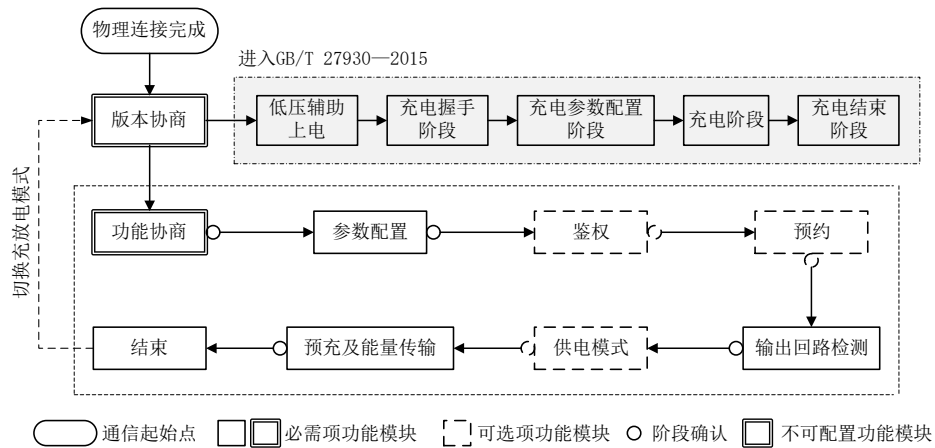 物理连接完成
进入GB/T 27930—2015
版本协商
低压辅助
上电
充电握手
阶段
充电参数配置
阶段
充电阶段
充电结束
阶段
切换充放电模式
功能协商
参数配置
鉴权
预约
结束
预充及能量传输
供电模式
输出回路检测
通信起始点
必需项功能模块
可选项功能模块
阶段确认
不可配置功能模块